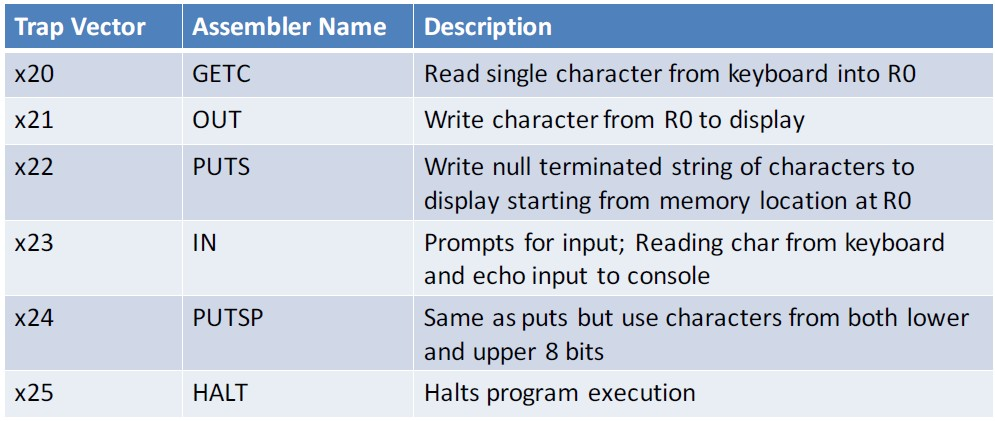 Trap Vector Assembler Name Description
x20 GETC Read single character from keyboard into R0
x21 OUT Write character from R0 to display
x22 PUTS Write null terminated string of characters to
display starting from memory location at R0
x23 IN Prompts for input; Reading char from keyboard
and echo input to console
x24 PUTSP Same as puts but use characters from both lower
and upper 8 bits
x25 HALT Halts program execution